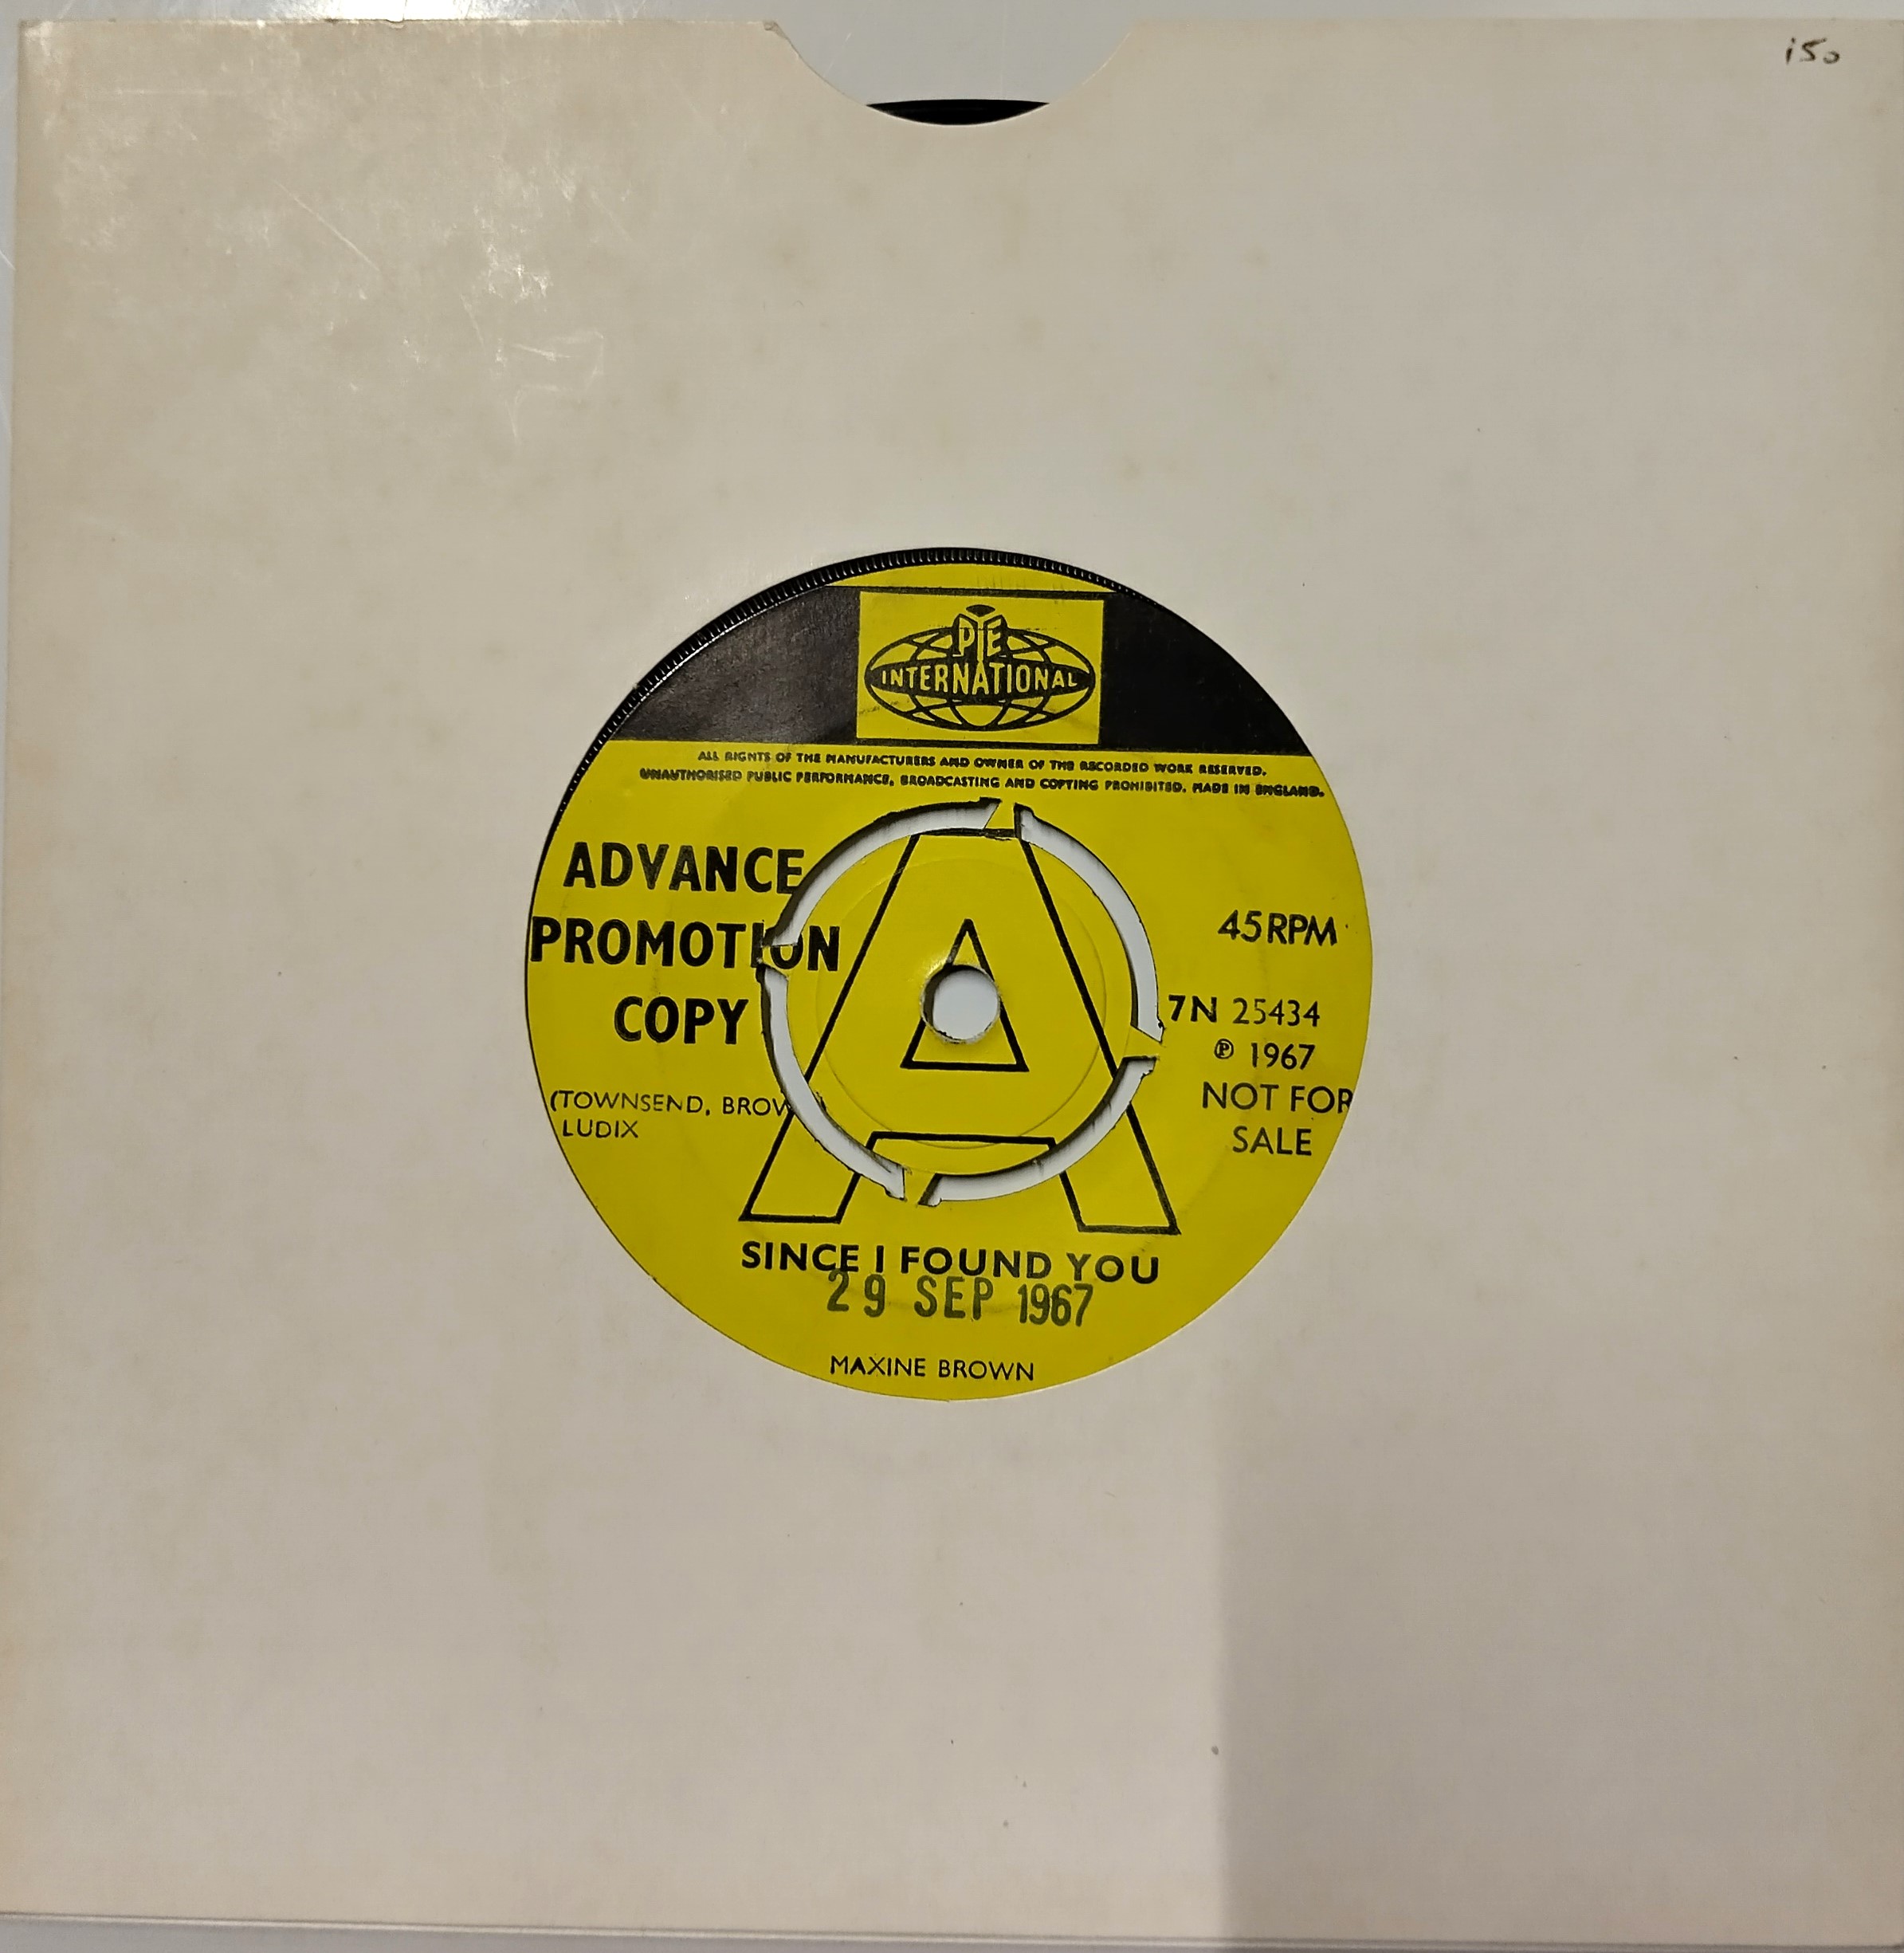 i50
PYE
INTERNATIONAL
ALL RIGHTS OF THE MANUFACTURERS AND OWNER OF THE RECORDED WORK RESERVED.
UNAUTHORISED PUBLIC PERFORMANCE, BROADCASTING AND COPYING PROHIBITED. MADE IN ENGLAND.
ADVANCE
PROMOTION
COPY
A
45 RPM
7N 25434
℗ 1967
NOT FOR
SALE
(TOWNSEND, BROW
LUDIX
SINCE I FOUND YOU
29 SEP 1967
MAXINE BROWN